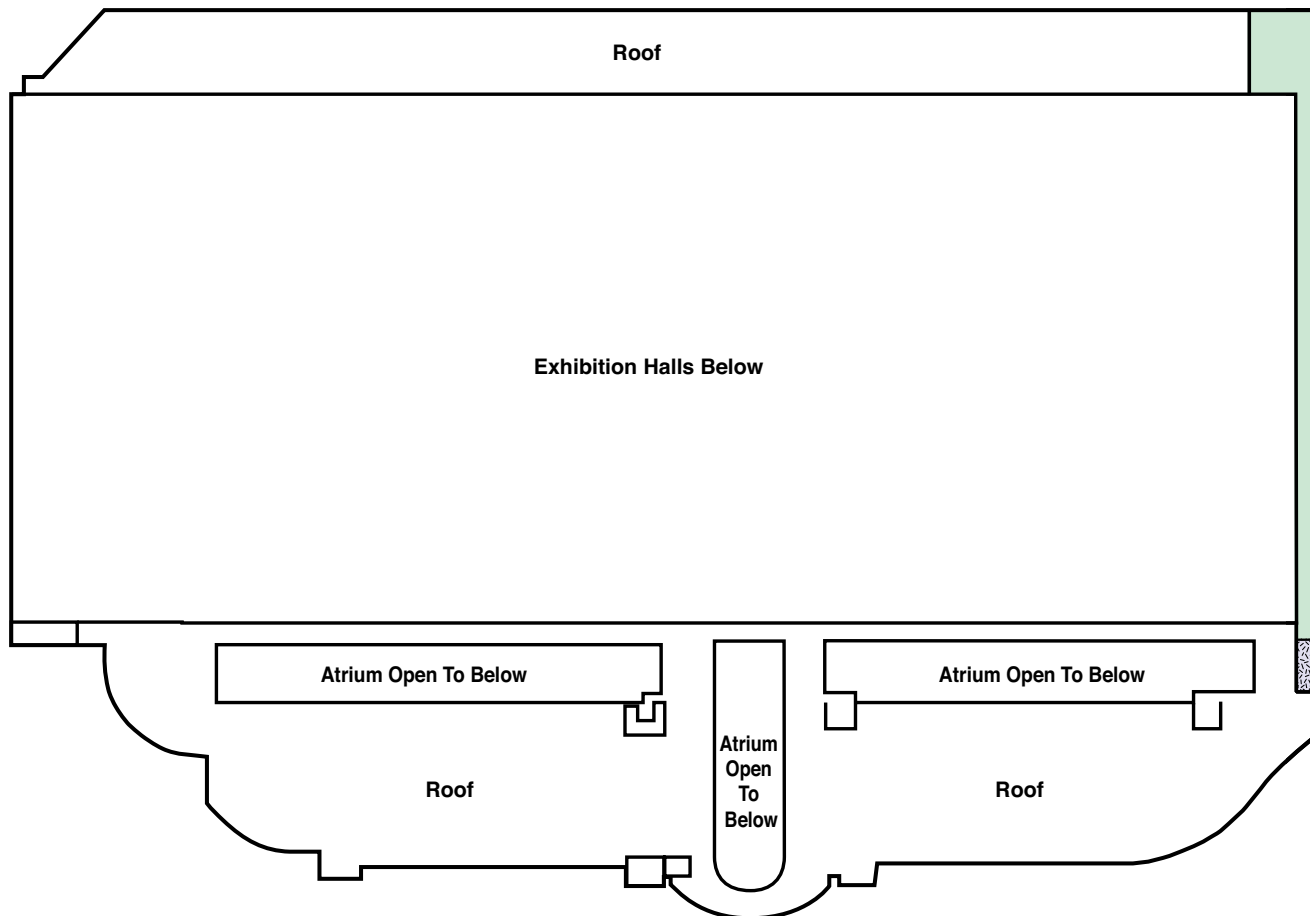 Roof
Exhibition Halls Below
Atrium Open To Below
Atrium Open To Below
Atrium
Open
To
Below
Roof
Roof